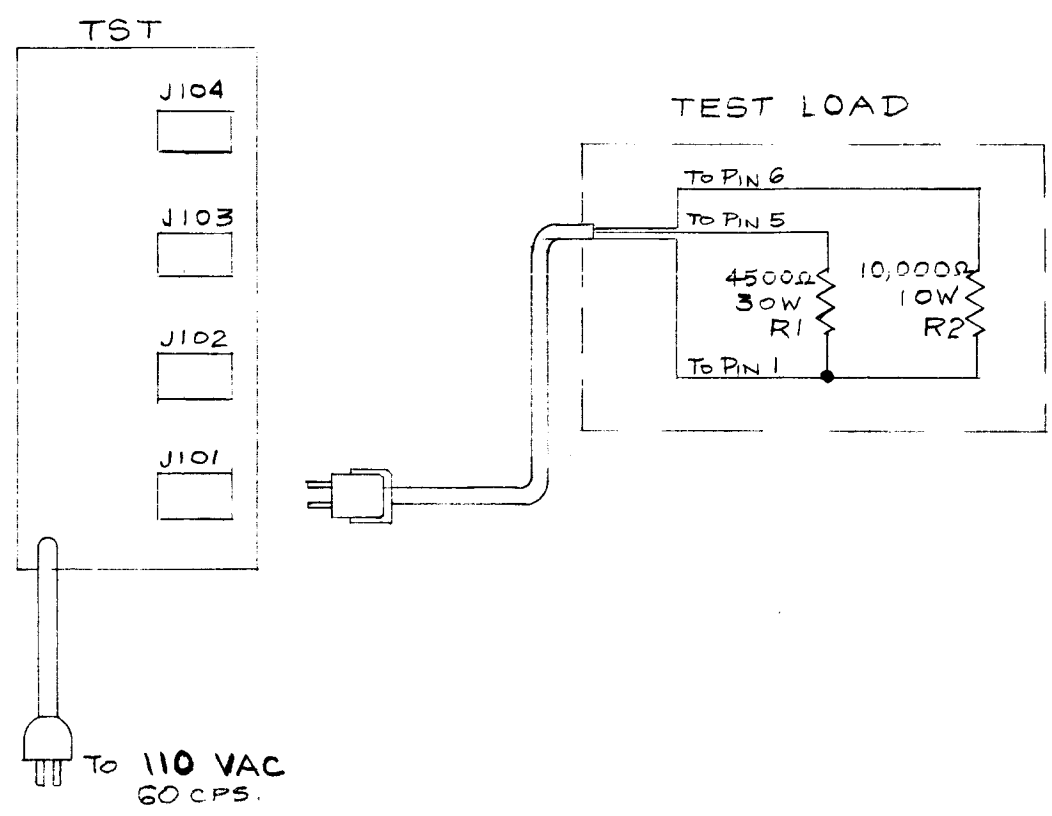 TST
J104
J103
J102
J101
TO 110 VAC
60 CPS.
TEST LOAD
TO PIN 6
TO PIN 5
4500Ω
30W
R1
10,000Ω
10W
R2
TO PIN 1